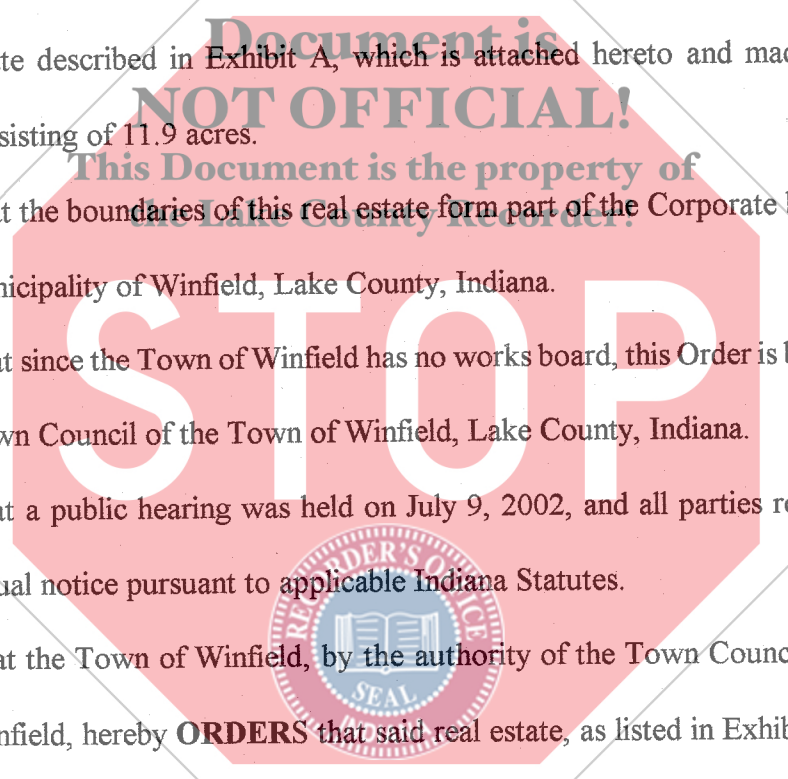 Document is
te described in Exhibit A, which is attached hereto and mad
NOT OFFICIAL!
sisting of 11.9 acres.
This Document is the property of
t the boundaries of this real estate form part of the Corporate
the Lake County Recorder!
nicipality of Winfield, Lake County, Indiana.
STOP
t since the Town of Winfield has no works board, this Order is
wn Council of the Town of Winfield, Lake County, Indiana.
at a public hearing was held on July 9, 2002, and all parties re
ual notice pursuant to applicable Indiana Statutes.
RECORDER'S OFFICE
at the Town of Winfield, by the authority of the Town Counc
SEAL
nfield, hereby ORDERS that said real estate, as listed in Exhib
INDIANA